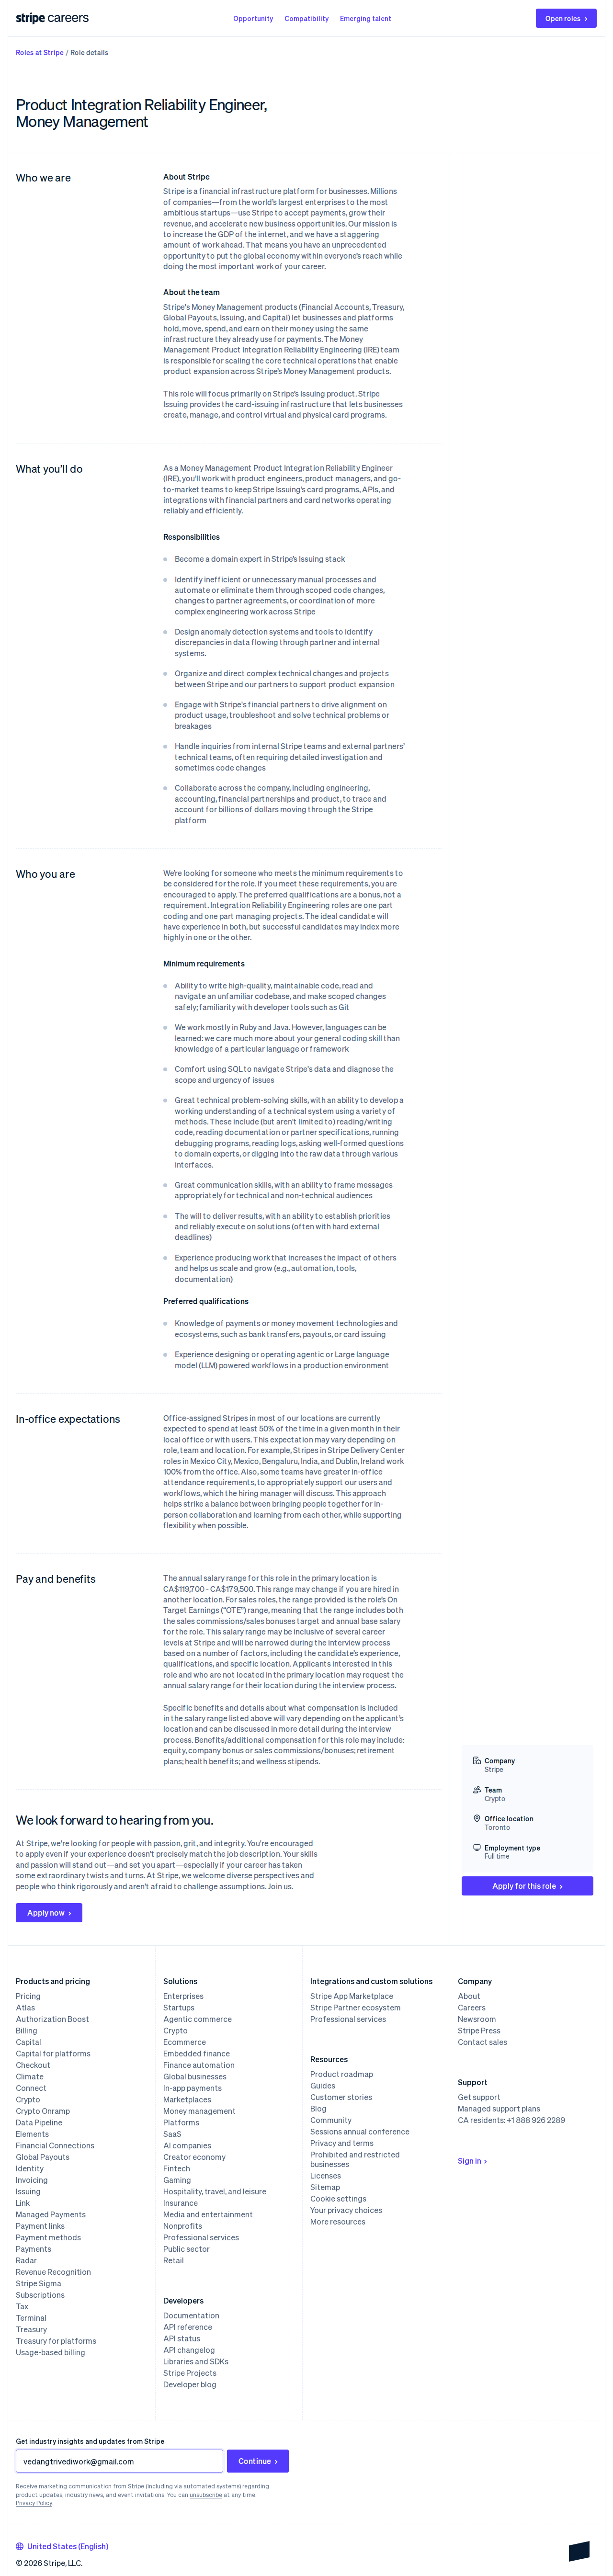 stripe careers
Opportunity
Compatibility
Emerging talent
Open roles
Roles at Stripe / Role details
Product Integration Reliability Engineer,
Money Management
Who we are
About Stripe
Stripe is a financial infrastructure platform for businesses. Millions
of companies—from the world's largest enterprises to the most
ambitious startups—use Stripe to accept payments, grow their
revenue, and accelerate new business opportunities. Our mission is
to increase the GDP of the internet, and we have a staggering
amount of work ahead. That means you have an unprecedented
opportunity to put the global economy within everyone's reach while
doing the most important work of your career.
About the team
Stripe's Money Management products (Financial Accounts, Treasury,
Global Payouts, Issuing, and Capital) let businesses and platforms
hold, move, spend, and earn on their money using the same
infrastructure they already use for payments. The Money
Management Product Integration Reliability Engineering (IRE) team
is responsible for scaling the core technical operations that enable
product expansion across Stripe's Money Management products.
This role will focus primarily on Stripe's Issuing product. Stripe
Issuing provides the card-issuing infrastructure that lets businesses
create, manage, and control virtual and physical card programs.
What you'll do
As a Money Management Product Integration Reliability Engineer
(IRE), you'll work with product engineers, product managers, and go-
to-market teams to keep Stripe Issuing's card programs, APIs, and
integrations with financial partners and card networks operating
reliably and efficiently.
Responsibilities
Become a domain expert in Stripe's Issuing stack
Identify inefficient or unnecessary manual processes and
automate or eliminate them through scoped code changes,
changes to partner agreements, or coordination of more
complex engineering work across Stripe
Design anomaly detection systems and tools to identify
discrepancies in data flowing through partner and internal
systems.
Organize and direct complex technical changes and projects
between Stripe and our partners to support product expansion
Engage with Stripe's financial partners to drive alignment on
product usage, troubleshoot and solve technical problems or
breakages
Handle inquiries from internal Stripe teams and external partners'
technical teams, often requiring detailed investigation and
sometimes code changes
Collaborate across the company, including engineering,
accounting, financial partnerships and product, to trace and
account for billions of dollars moving through the Stripe
platform
Who you are
We're looking for someone who meets the minimum requirements to
be considered for the role. If you meet these requirements, you are
encouraged to apply. The preferred qualifications are a bonus, not a
requirement. Integration Reliability Engineering roles are one part
coding and one part managing projects. The ideal candidate will
have experience in both, but successful candidates may index more
highly in one or the other.
Minimum requirements
Ability to write high-quality, maintainable code, read and
navigate an unfamiliar codebase, and make scoped changes
safely; familiarity with developer tools such as Git
We work mostly in Ruby and Java. However, languages can be
learned: we care much more about your general coding skill than
knowledge of a particular language or framework
Comfort using SQL to navigate Stripe's data and diagnose the
scope and urgency of issues
Great technical problem-solving skills, with an ability to develop a
working understanding of a technical system using a variety of
methods. These include (but aren't limited to) reading/writing
code, reading documentation or partner specifications, running
debugging programs, reading logs, asking well-formed questions
to domain experts, or digging into the raw data through various
interfaces.
Great communication skills, with an ability to frame messages
appropriately for technical and non-technical audiences
The will to deliver results, with an ability to establish priorities
and reliably execute on solutions (often with hard external
deadlines)
Experience producing work that increases the impact of others
and helps us scale and grow (e.g., automation, tools,
documentation)
Preferred qualifications
Knowledge of payments or money movement technologies and
ecosystems, such as bank transfers, payouts, or card issuing
Experience designing or operating agentic or Large language
model (LLM) powered workflows in a production environment
In-office expectations
Office-assigned Stripes in most of our locations are currently
expected to spend at least 50% of the time in a given month in their
local office or with users. This expectation may vary depending on
role, team and location. For example, Stripes in Stripe Delivery Center
roles in Mexico City, Mexico, Bengaluru, India, and Dublin, Ireland work
100% from the office. Also, some teams have greater in-office
attendance requirements, to appropriately support our users and
workflows, which the hiring manager will discuss. This approach
helps strike a balance between bringing people together for in-
person collaboration and learning from each other, while supporting
flexibility when possible.
Pay and benefits
The annual salary range for this role in the primary location is
CA$119,700 - CA$179,500. This range may change if you are hired in
another location. For sales roles, the range provided is the role's On
Target Earnings ("OTE") range, meaning that the range includes both
the sales commissions/sales bonuses target and annual base salary
for the role. This salary range may be inclusive of several career
levels at Stripe and will be narrowed during the interview process
based on a number of factors, including the candidate's experience,
qualifications, and specific location. Applicants interested in this
role and who are not located in the primary location may request the
annual salary range for their location during the interview process.
Specific benefits and details about what compensation is included
in the salary range listed above will vary depending on the applicant's
location and can be discussed in more detail during the interview
process. Benefits/additional compensation for this role may include:
equity, company bonus or sales commissions/bonuses; retirement
plans; health benefits; and wellness stipends.
Company
Stripe
Team
Crypto
Office location
Toronto
Employment type
Full time
Apply for this role
We look forward to hearing from you.
At Stripe, we're looking for people with passion, grit, and integrity. You're encouraged
to apply even if your experience doesn't precisely match the job description. Your skills
and passion will stand out—and set you apart—especially if your career has taken
some extraordinary twists and turns. At Stripe, we welcome diverse perspectives and
people who think rigorously and aren't afraid to challenge assumptions. Join us.
Apply now
Products and pricing
Pricing
Atlas
Authorization Boost
Billing
Capital
Capital for platforms
Checkout
Climate
Connect
Crypto
Crypto Onramp
Data Pipeline
Elements
Financial Connections
Global Payouts
Identity
Invoicing
Issuing
Link
Managed Payments
Payment links
Payment methods
Payments
Radar
Revenue Recognition
Stripe Sigma
Subscriptions
Tax
Terminal
Treasury
Treasury for platforms
Usage-based billing
Solutions
Enterprises
Startups
Agentic commerce
Crypto
Ecommerce
Embedded finance
Finance automation
Global businesses
In-app payments
Marketplaces
Money management
Platforms
SaaS
AI companies
Creator economy
Fintech
Gaming
Hospitality, travel, and leisure
Insurance
Media and entertainment
Nonprofits
Professional services
Public sector
Retail
Developers
Documentation
API reference
API status
API changelog
Libraries and SDKs
Stripe Projects
Developer blog
Integrations and custom solutions
Stripe App Marketplace
Stripe Partner ecosystem
Professional services
Resources
Product roadmap
Guides
Customer stories
Blog
Community
Sessions annual conference
Privacy and terms
Prohibited and restricted
businesses
Licenses
Sitemap
Cookie settings
Your privacy choices
More resources
Company
About
Careers
Newsroom
Stripe Press
Contact sales
Support
Get support
Managed support plans
CA residents: +1 888 926 2289
Sign in
Get industry insights and updates from Stripe
vedangtrivediwork@gmail.com
Continue
Receive marketing communication from Stripe (including via automated systems) regarding
product updates, industry news, and event invitations. You can unsubscribe at any time.
Privacy Policy.
United States (English)
© 2026 Stripe, LLC.